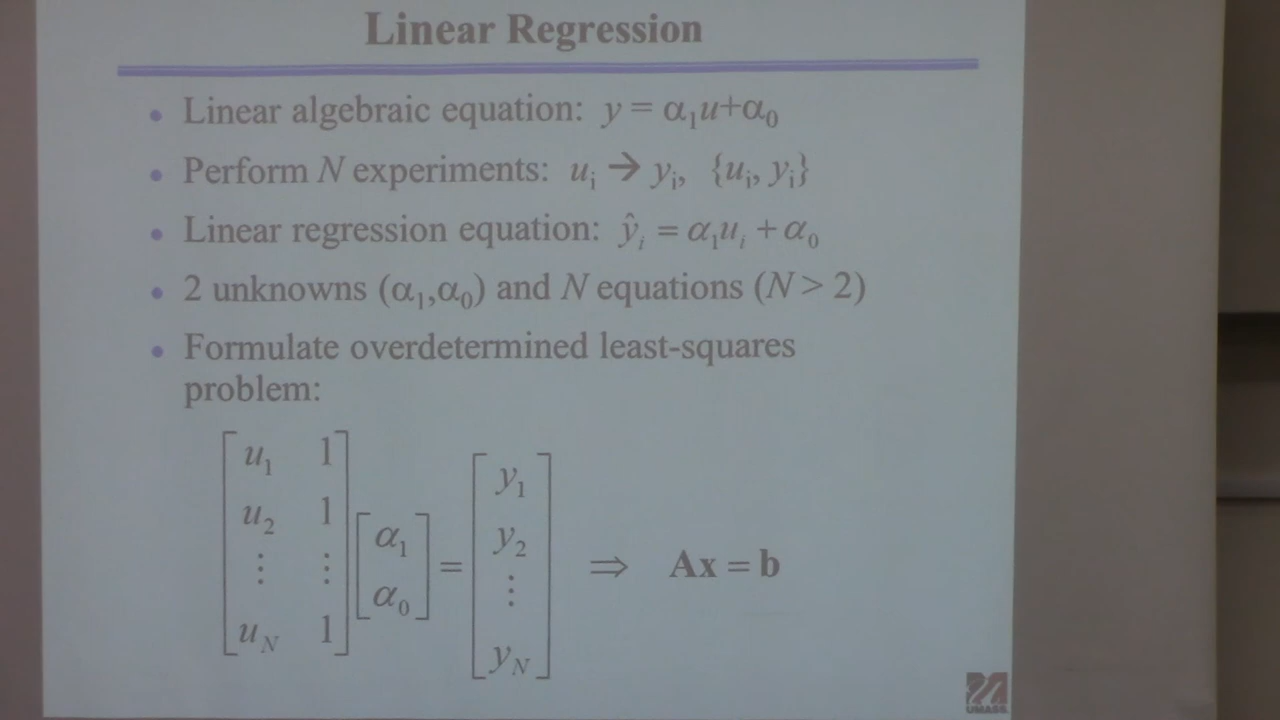 Linear Regression
• Linear algebraic equation: y = α₁u+α₀
• Perform N experiments: uᵢ → yᵢ, {uᵢ, yᵢ}
• Linear regression equation: ŷᵢ = α₁uᵢ + α₀
• 2 unknowns (α₁,α₀) and N equations (N > 2)
• Formulate overdetermined least-squares
problem:
[u₁ 1; u₂ 1; ⋮ ⋮; u_N 1] [α₁; α₀] = [y₁; y₂; ⋮; y_N] ⇒ Ax = b
UMASS